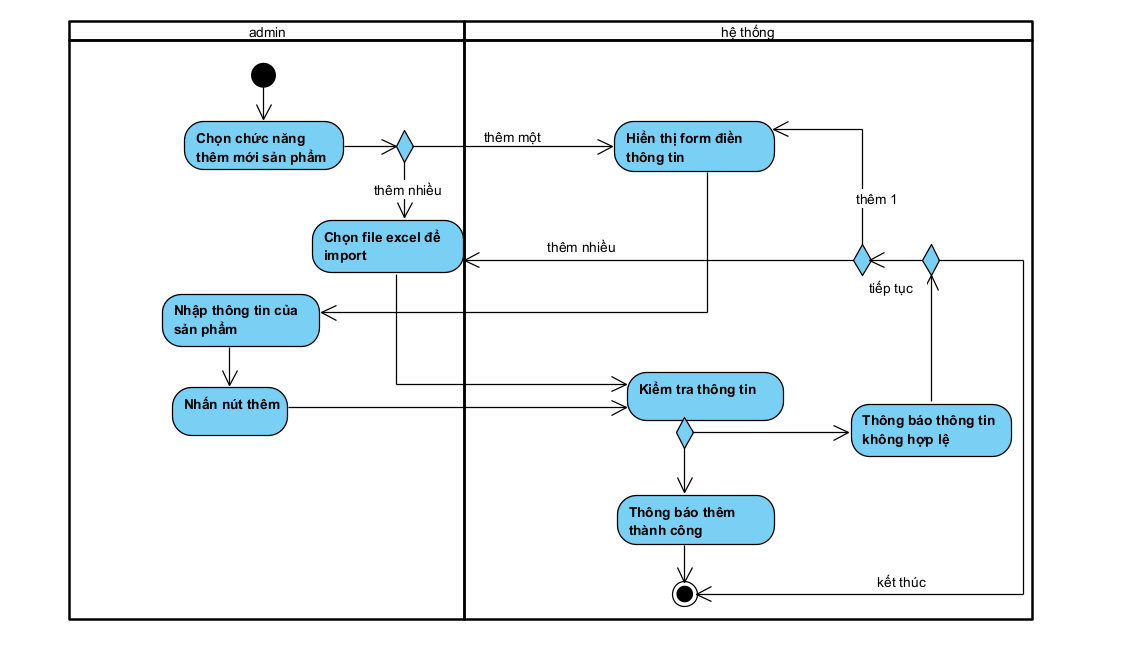 admin
hệ thống
Chọn chức năng
thêm mới sản phẩm
thêm một
Hiển thị form điền
thông tin
thêm nhiều
thêm 1
Chọn file excel để
import
thêm nhiều
tiếp tục
Nhập thông tin của
sản phẩm
Nhấn nút thêm
Kiểm tra thông tin
Thông báo thông tin
không hợp lệ
Thông báo thêm
thành công
kết thúc